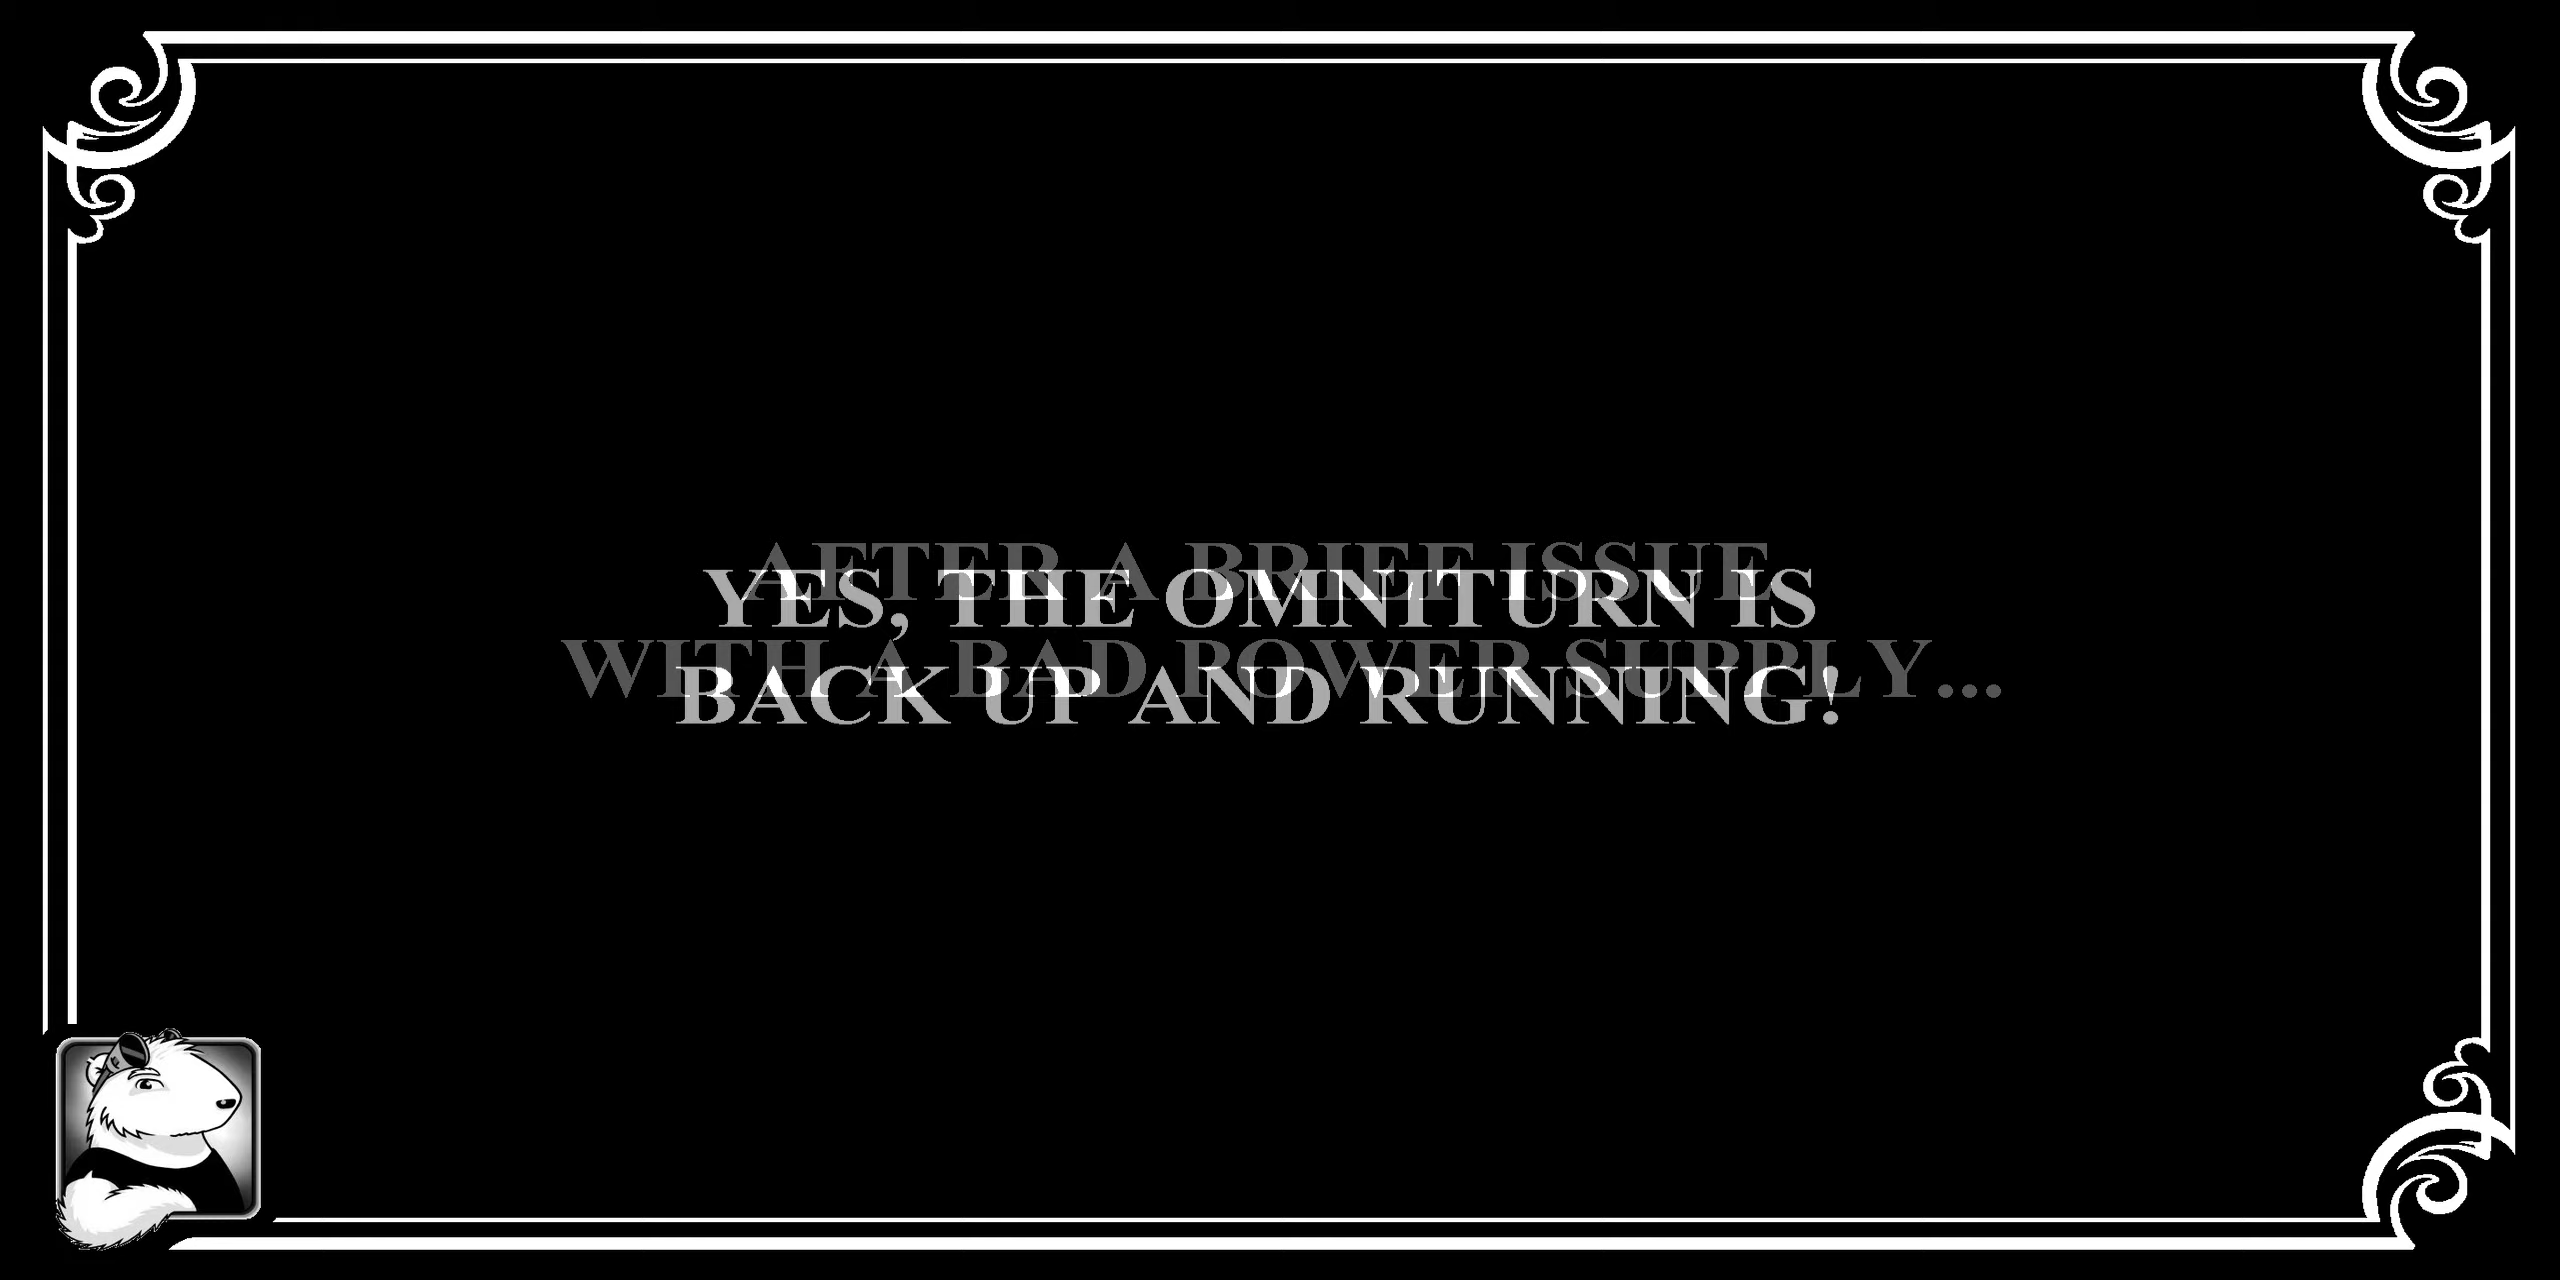 AFTER A BRIEF ISSUE
WITH A BAD POWER SUPPLY...
YES, THE OMNITURN IS
BACK UP AND RUNNING!